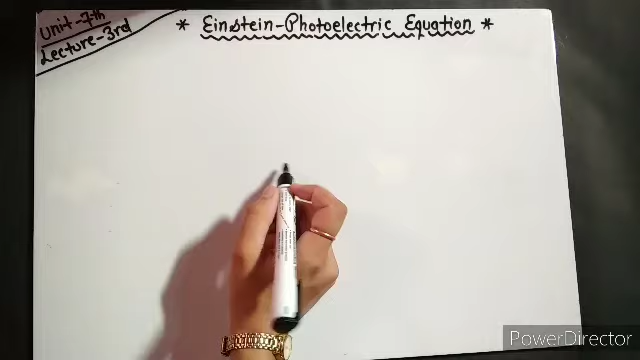 Unit-7th
Lecture-3rd
* Einstein-Photoelectric Equation *
PowerDirector